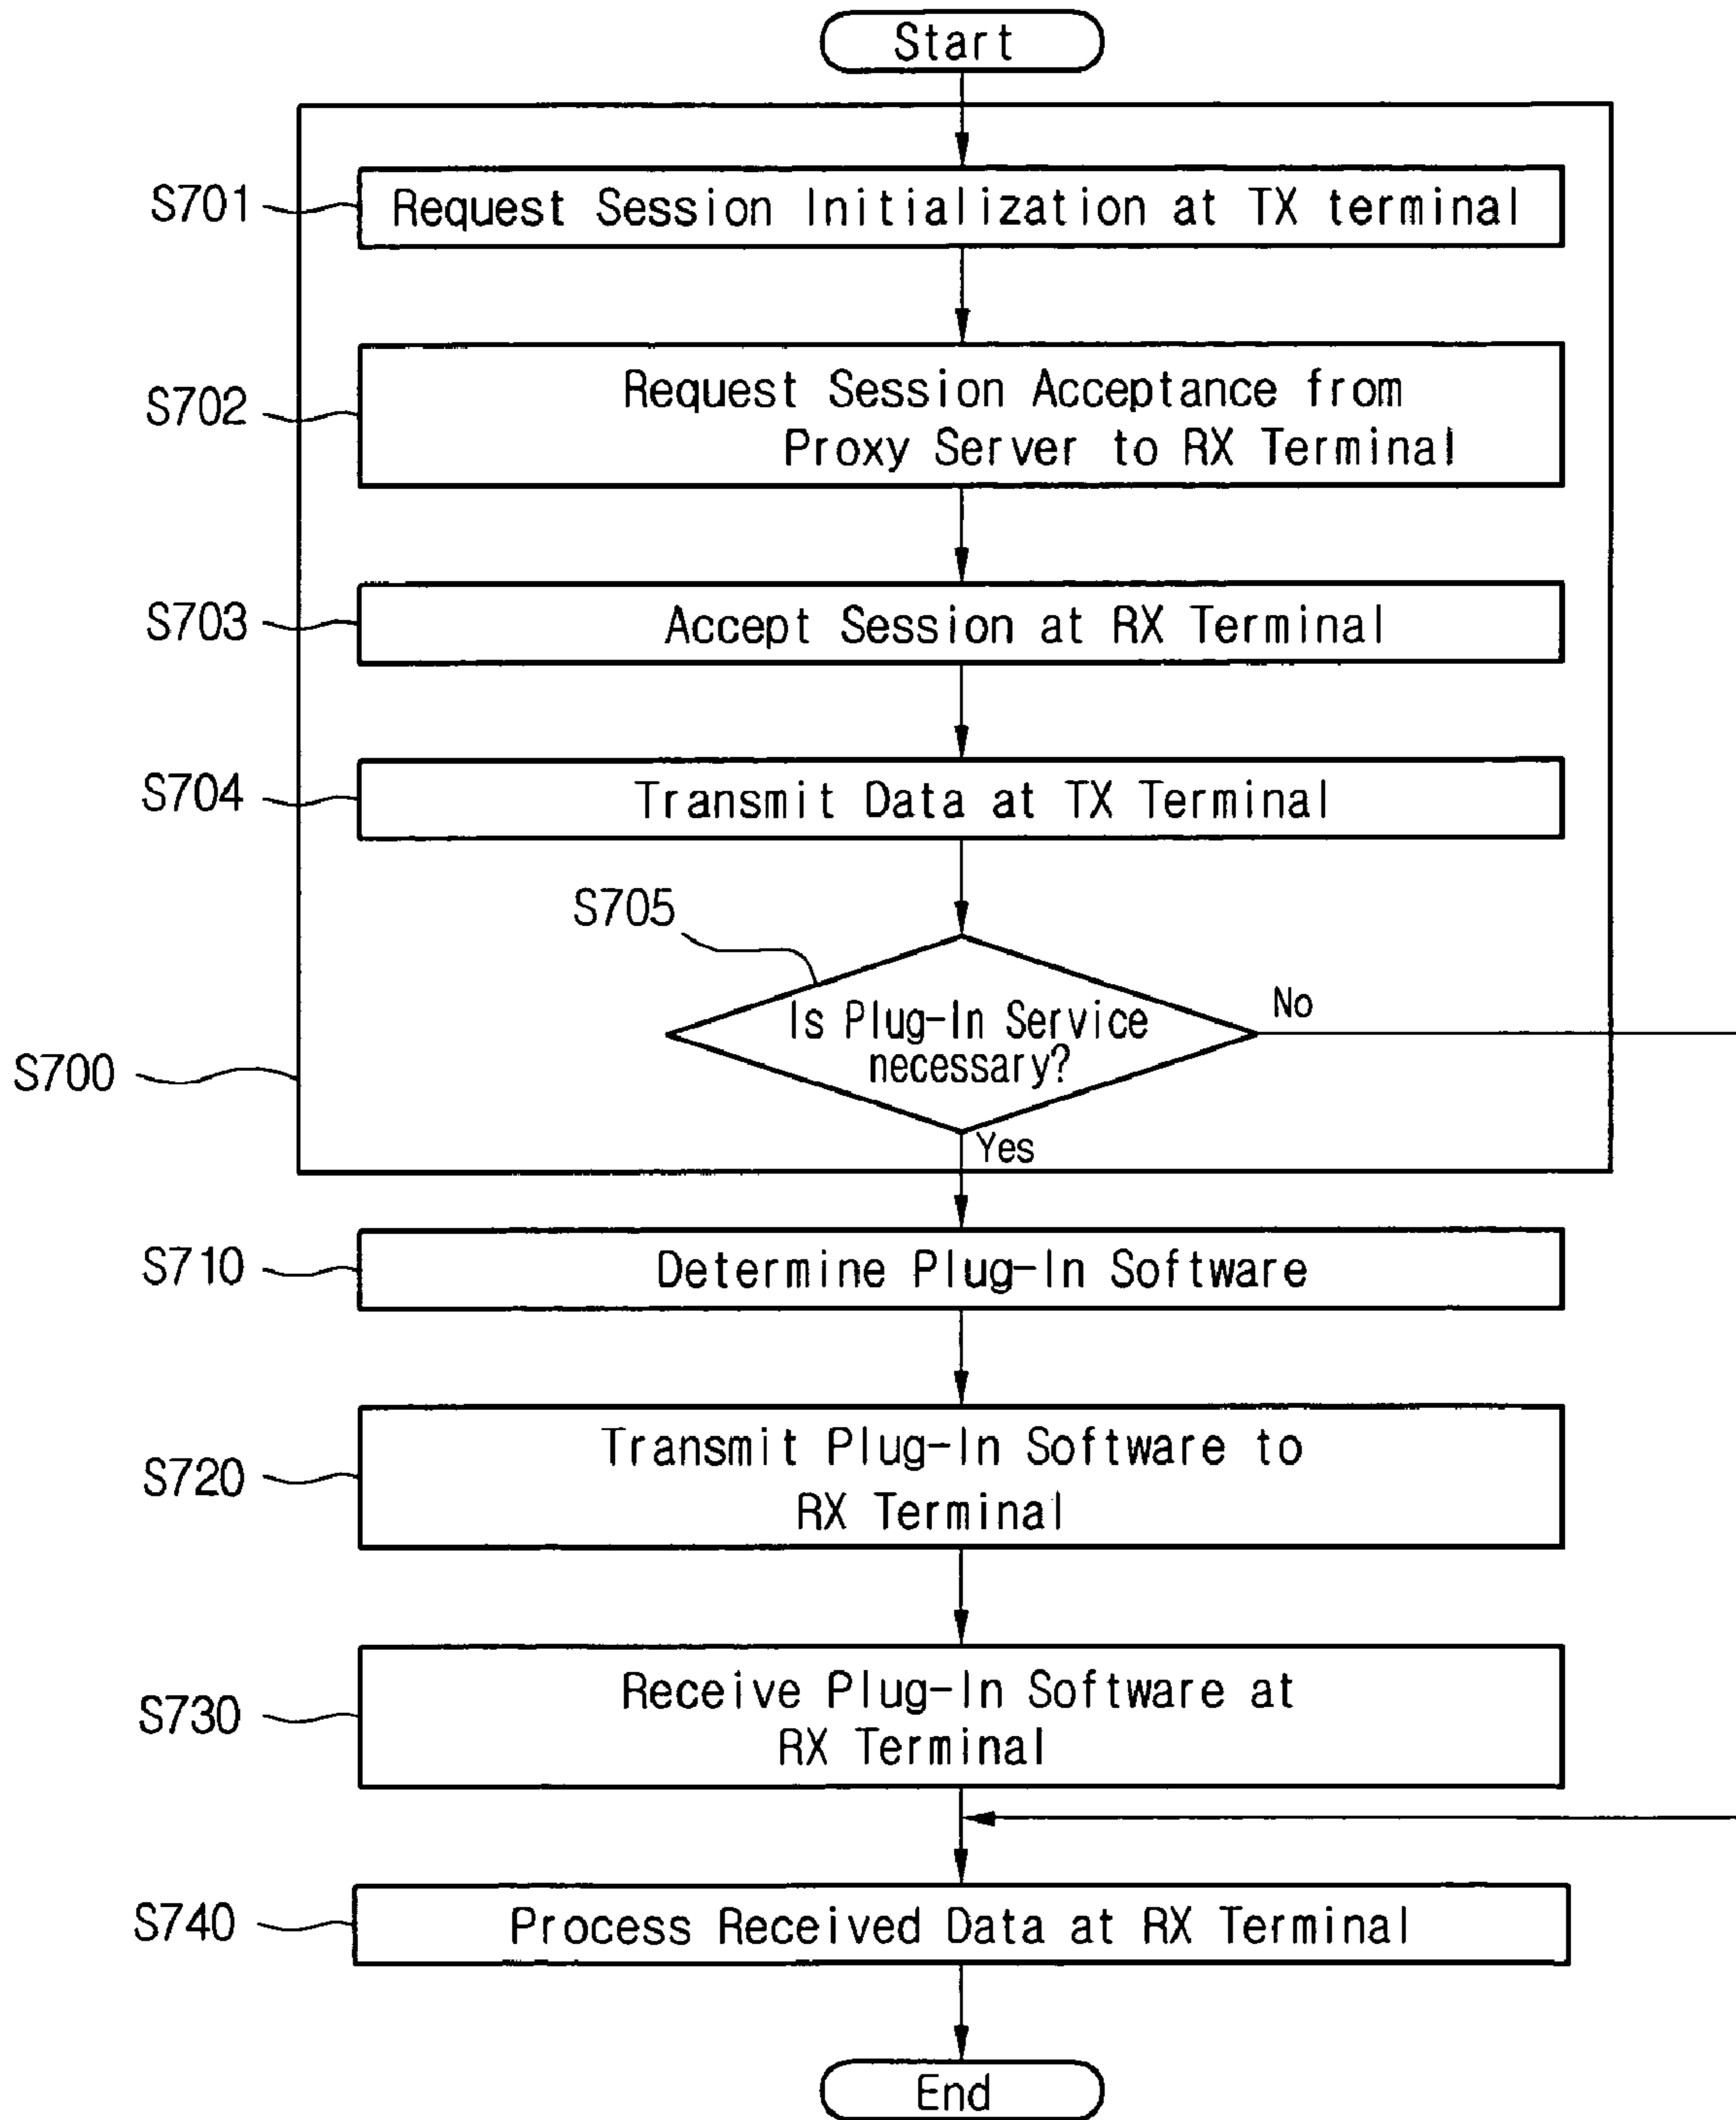 Start
S701
Request Session Initialization at TX terminal
S702
Request Session Acceptance from
Proxy Server to RX Terminal
S703
Accept Session at RX Terminal
S704
Transmit Data at TX Terminal
S705
Is Plug-In Service
necessary?
No
S700
Yes
S710
Determine Plug-In Software
S720
Transmit Plug-In Software to
RX Terminal
S730
Receive Plug-In Software at
RX Terminal
S740
Process Received Data at RX Terminal
End